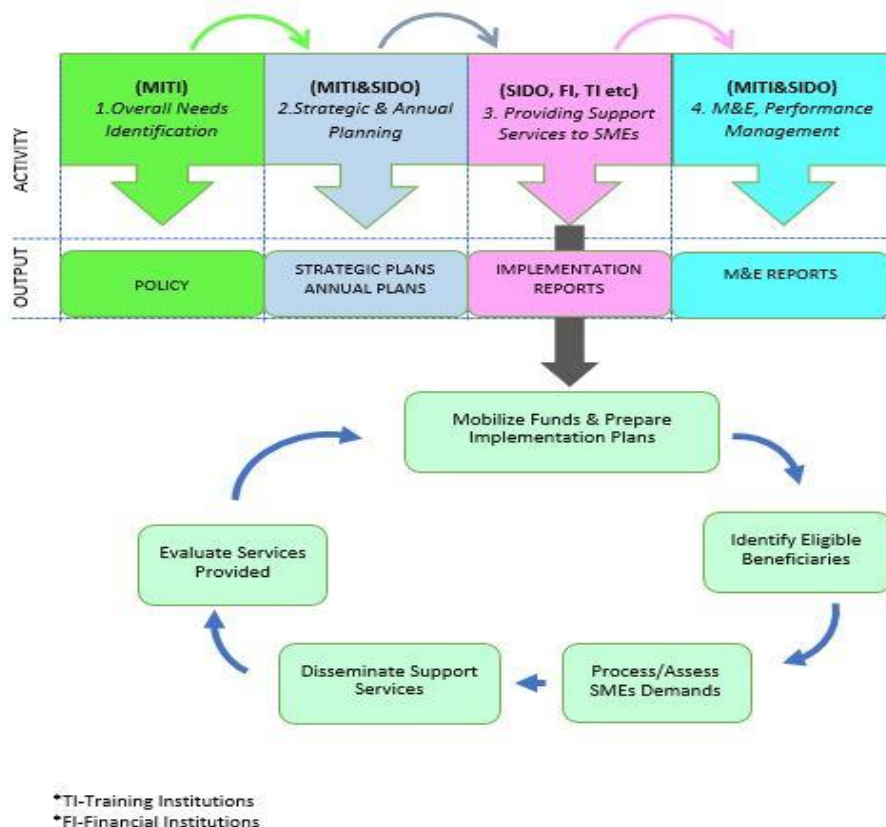 ACTIVITY
(MITI)
1.Overall Needs
Identification
(MITI&SIDO)
2.Strategic & Annual
Planning
(SIDO, FI, TI etc)
3. Providing Support
Services to SMEs
(MITI&SIDO)
4. M&E, Performance
Management
OUTPUT
POLICY
STRATEGIC PLANS
ANNUAL PLANS
IMPLEMENTATION
REPORTS
M&E REPORTS
Mobilize Funds & Prepare
Implementation Plans
Identify Eligible
Beneficiaries
Process/Assess
SMEs Demands
Disseminate Support
Services
Evaluate Services
Provided
*TI-Training Institutions
*FI-Financial Institutions